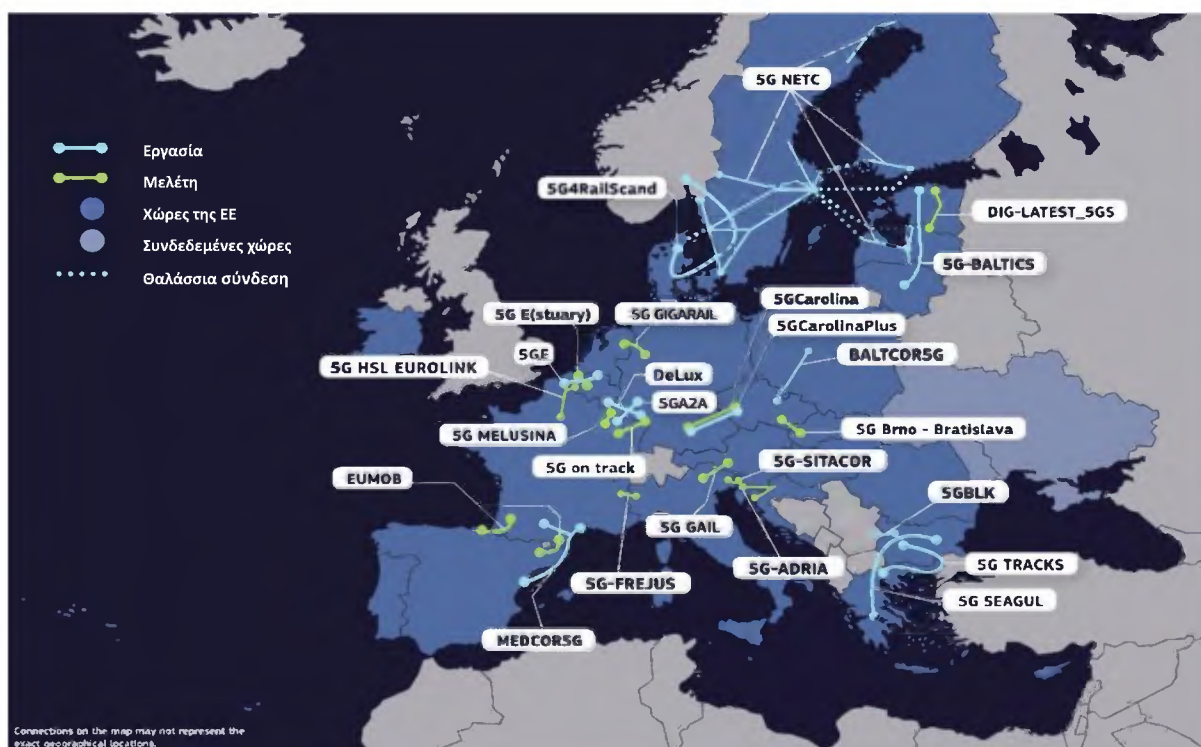 5G NETC
Εργασία
Μελέτη
Χώρες της ΕΕ
Συνδεδεμένες χώρες
Θαλάσσια σύνδεση
5G4RailScand
DIG-LATEST_5GS
5G-BALTICS
5GCarolina
5G E(stuary)
5G GIGARAIL
5GCarolinaPlus
5GE
BALTCOR5G
5G HSL EUROLINK
DeLux
5GA2A
5G MELUSINA
5G Brno - Bratislava
5G on track
5G-SITACOR
EUMOB
5GBLK
5G GAIL
5G-ADRIA
5G TRACKS
5G-FREJUS
5G SEAGUL
MEDCOR5G
Connections on the map may not represent the
exact geographical locations.